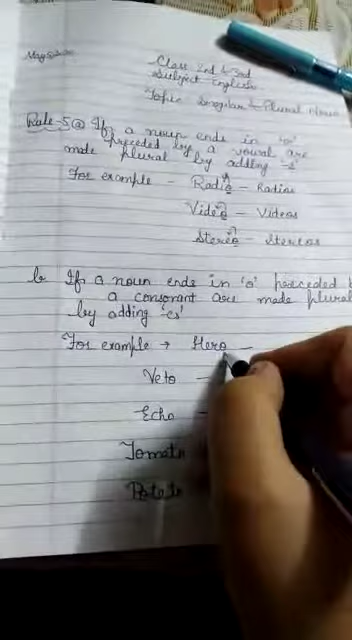 Class 2nd & 3rd
Subject English
Topic Singular - Plural Nouns
Rule-5 a If a noun ends in 'o'
preceded by a vowal are
made plural by adding 's'
For example - Radio - Radios
Video - Videos
Stereo - Stereos
b. If a noun ends in 'o' preceded
a consonant are made plural
by adding 'es'
For example → Hero -
Veto -
Echo -
Tomato
Potato